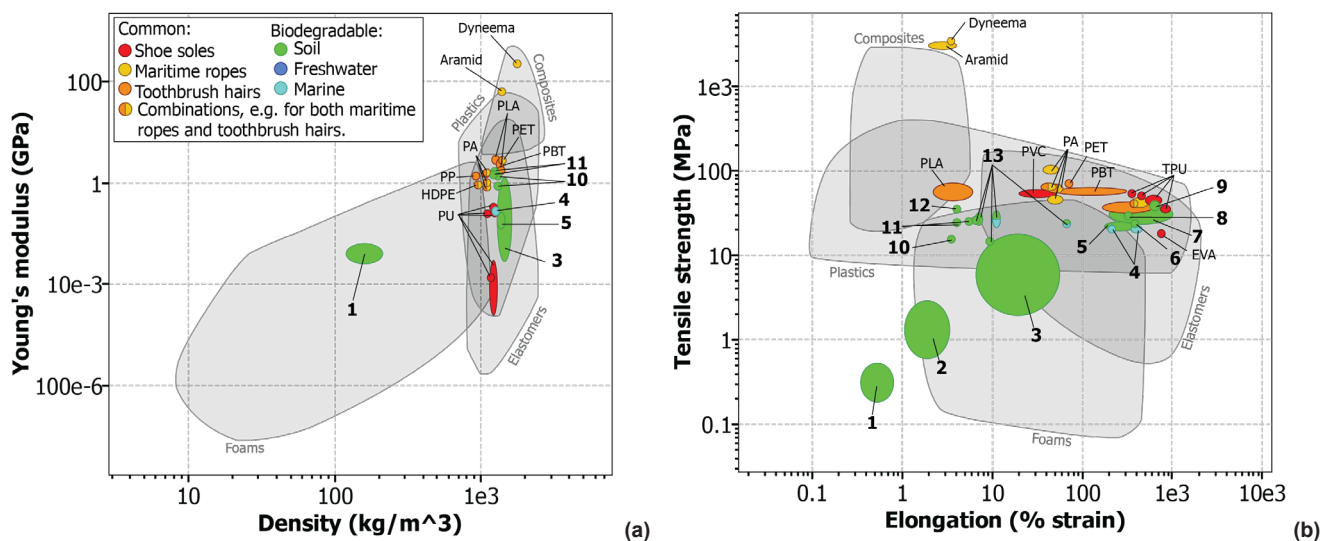 Common:
Shoe soles
Maritime ropes
Toothbrush hairs
Combinations, e.g. for both maritime
ropes and toothbrush hairs.
Biodegradable:
Soil
Freshwater
Marine
Dyneema
Aramid
Composites
Plastics
PLA
PET
PA
PBT
11
PP
10
HDPE
4
PU
5
3
1
Elastomers
Foams
100
1
10e-3
100e-6
Young's modulus (GPa)
10
100
1e3
Density (kg/m^3)
(a)
Dyneema
Composites
Aramid
13
PVC
PA
PET
TPU
PLA
PBT
9
12
8
11
7
10
5
4
6
EVA
Plastics
3
Elastomers
2
1
Foams
1e3
100
10
1
0.1
Tensile strength (MPa)
0.1
1
10
100
10e3
10e3
Elongation (% strain)
(b)